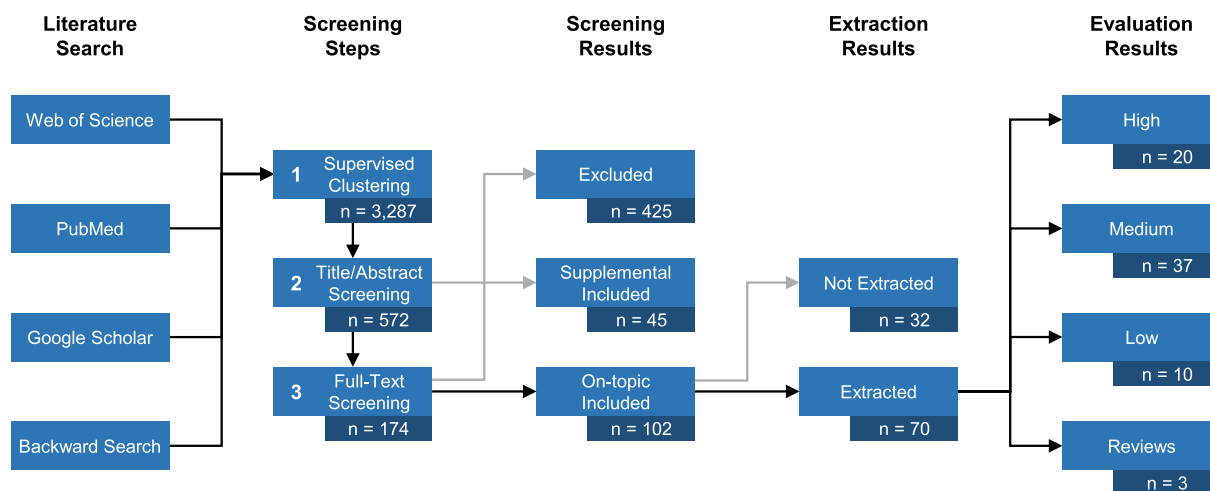 Literature
Search
Screening
Steps
Screening
Results
Extraction
Results
Evaluation
Results
Web of Science
PubMed
Google Scholar
Backward Search
1 Supervised
Clustering
n = 3,287
2 Title/Abstract
Screening
n = 572
3 Full-Text
Screening
n = 174
Excluded
n = 425
Supplemental
Included
n = 45
On-topic
Included
n = 102
Not Extracted
n = 32
Extracted
n = 70
High
n = 20
Medium
n = 37
Low
n = 10
Reviews
n = 3